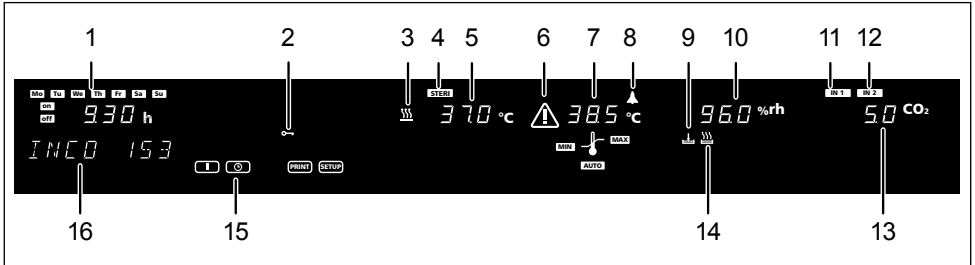 1 2 3 4 5 6 7 8 9 10 11 12
Mo Tu We Th Fr Sa Su
STERI IN 1 IN 2
on
off
9.30 h 37.0 °C 38.5 °C 96.0 %rh 5.0 CO₂
MIN MAX
INCO 153
AUTO
PRINT SETUP
16 15 14 13